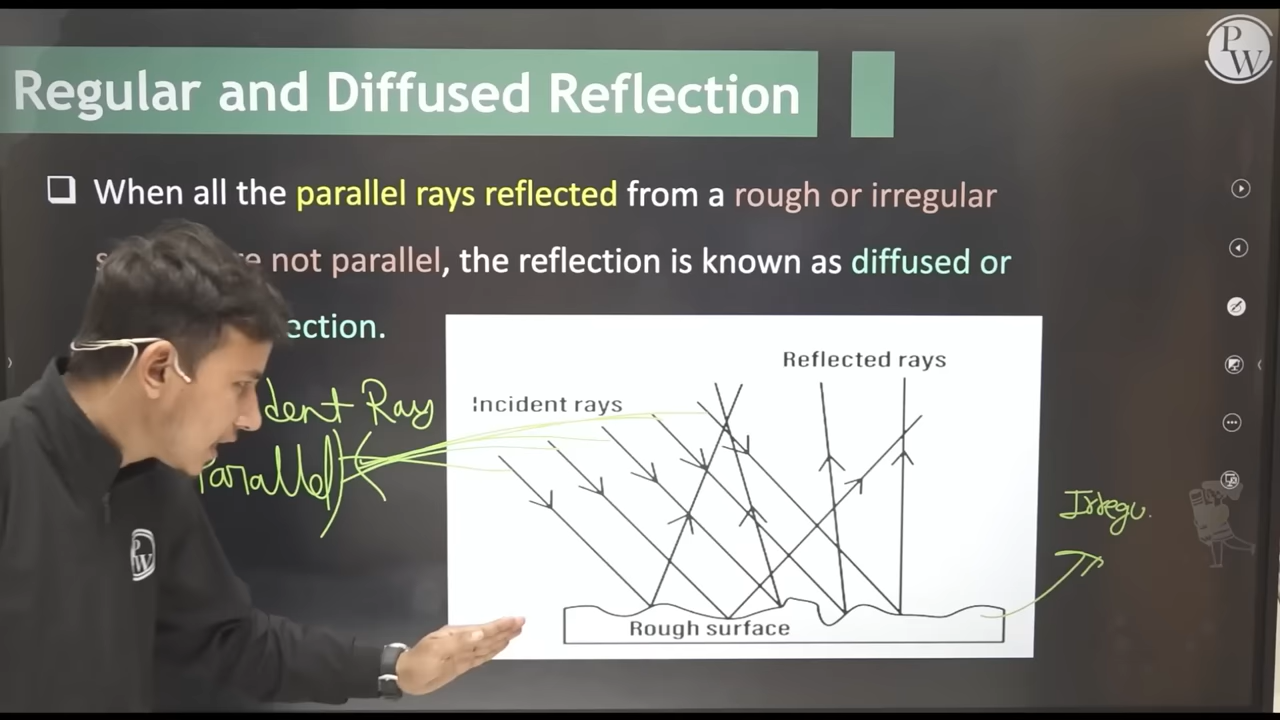 PW
Regular and Diffused Reflection
❑ When all the parallel rays reflected from a rough or irregular
not parallel, the reflection is known as diffused or
ection.
dent Ray
Parallel)
Incident rays
Reflected rays
Rough surface
Irregu.
PW